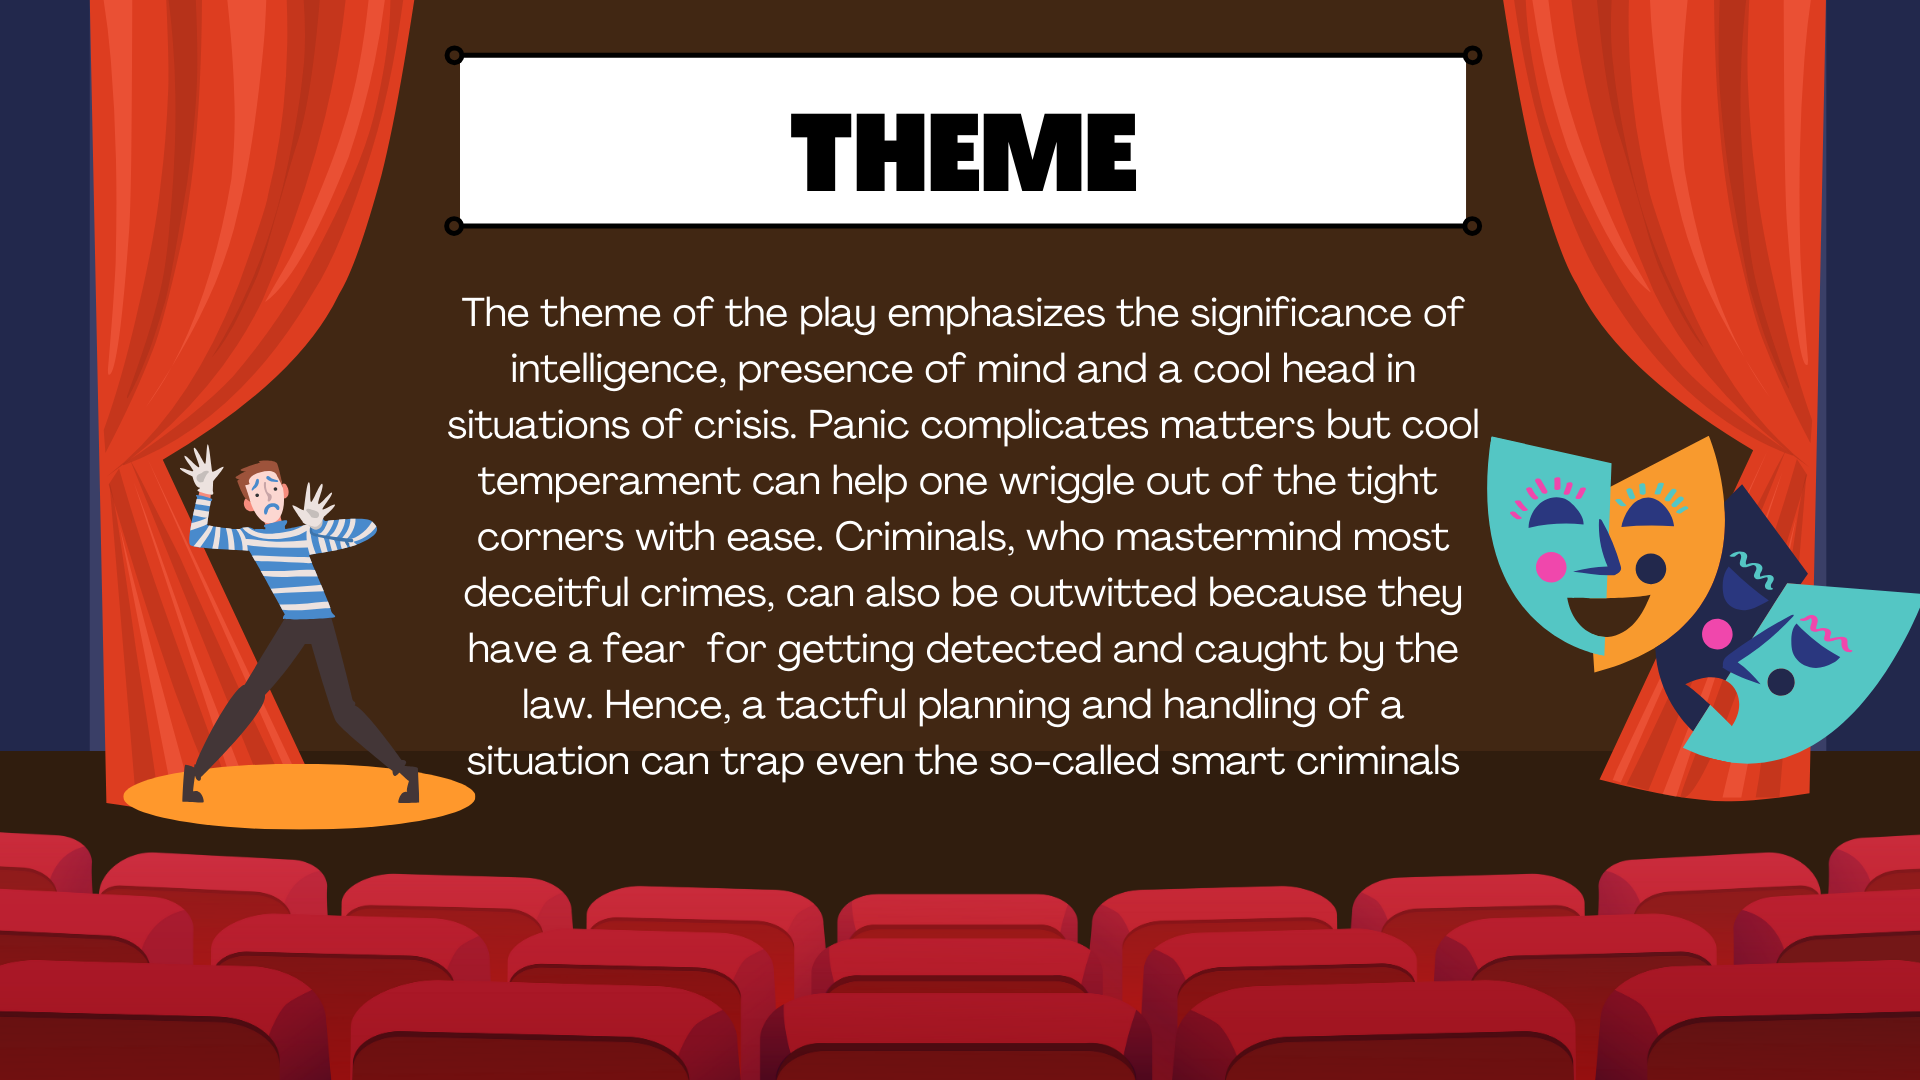 THEME
The theme of the play emphasizes the significance of
intelligence, presence of mind and a cool head in
situations of crisis. Panic complicates matters but cool
temperament can help one wriggle out of the tight
corners with ease. Criminals, who mastermind most
deceitful crimes, can also be outwitted because they
have a fear  for getting detected and caught by the
law. Hence, a tactful planning and handling of a
situation can trap even the so-called smart criminals